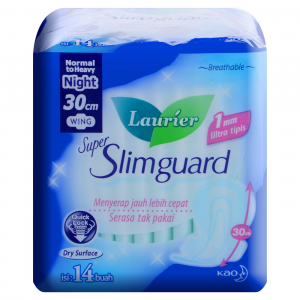 Normal
to Heavy
Night
30cm
WING
Breathable
Laurier
1mm
Ultra tipis
Super
Slimguard
Menyerap jauh lebih cepat
Serasa tak pakai
Quick
Lock
30cm
Dry Surface
isi: 14 buah
Kao